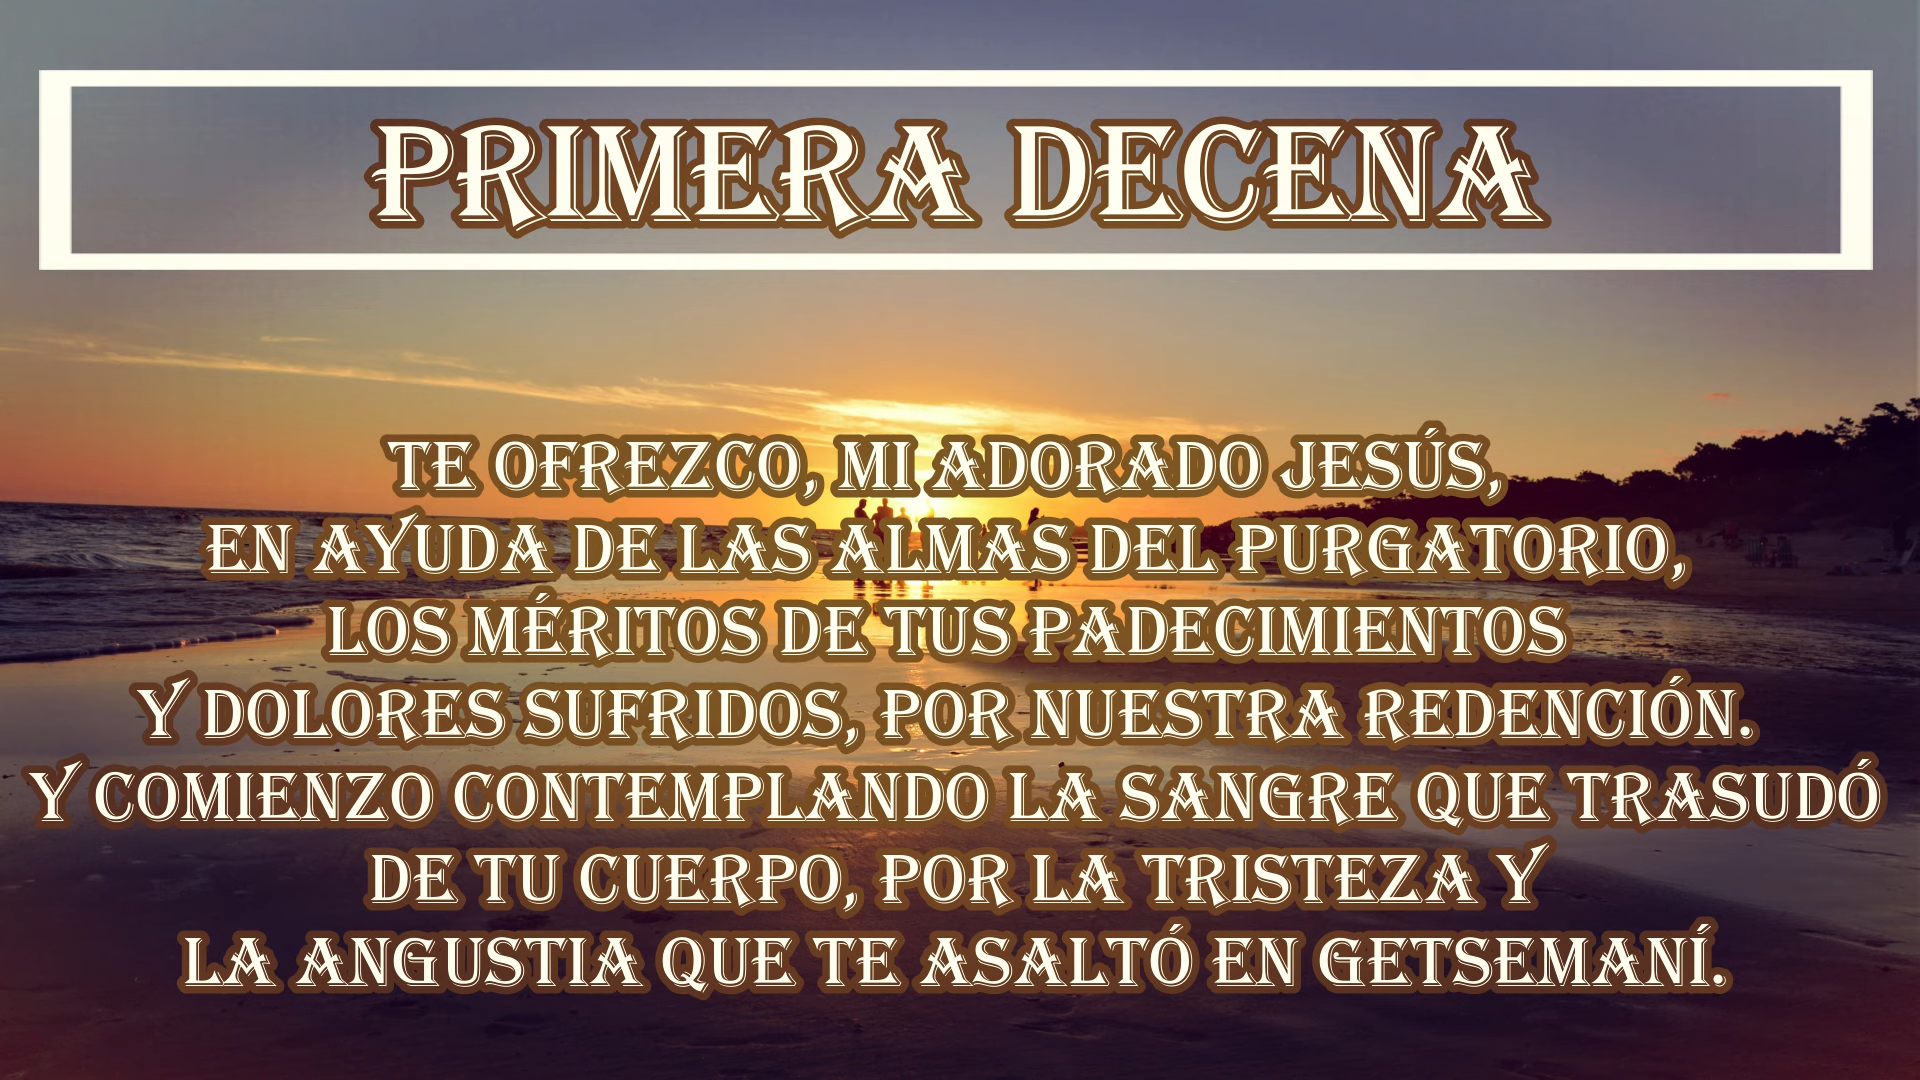 PRIMERA DECENA
TE OFREZCO, MI ADORADO JESÚS,
EN AYUDA DE LAS ALMAS DEL PURGATORIO,
LOS MÉRITOS DE TUS PADECIMIENTOS
Y DOLORES SUFRIDOS, POR NUESTRA REDENCIÓN.
Y COMIENZO CONTEMPLANDO LA SANGRE QUE TRASUDÓ
DE TU CUERPO, POR LA TRISTEZA Y
LA ANGUSTIA QUE TE ASALTÓ EN GETSEMANÍ.